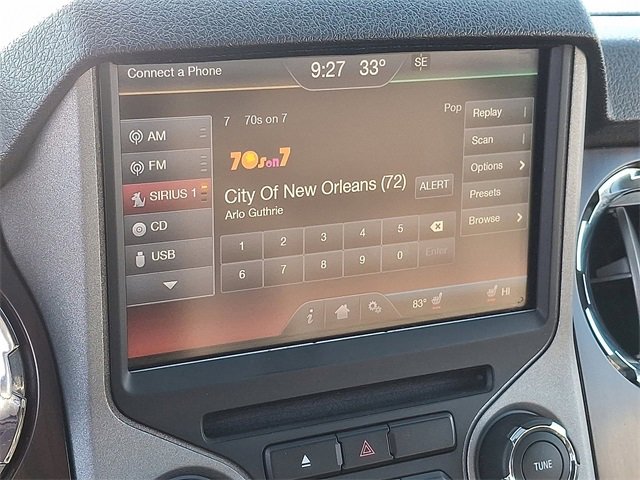 Connect a Phone 9:27 33° SE
7 70s on 7 Pop
AM
FM
SIRIUS 1
CD
USB
70s on 7
City Of New Orleans (72) ALERT
Arlo Guthrie
1 2 3 4 5
6 7 8 9 0 Enter
Replay
Scan
Options
Presets
Browse
i 83° HI
TUNE